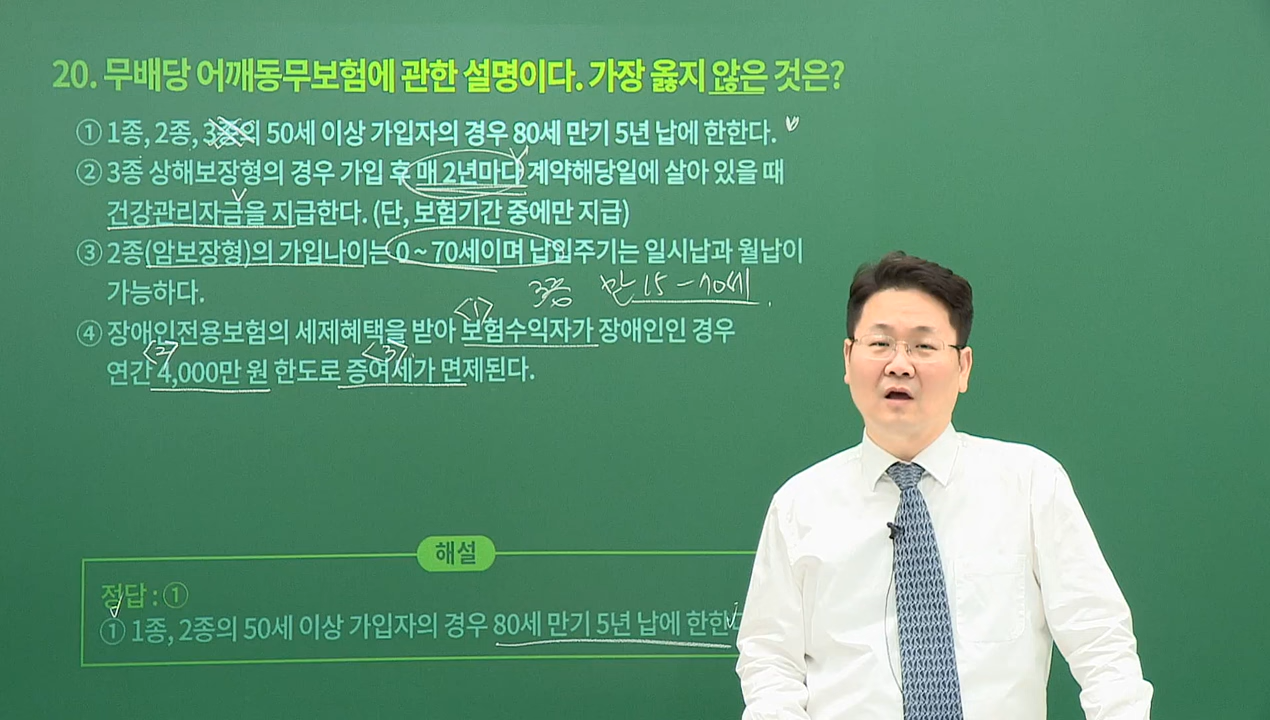 20. 무배당 어깨동무보험에 관한 설명이다. 가장 옳지 않은 것은?
① 1종, 2종, 3종의 50세 이상 가입자의 경우 80세 만기 5년 납에 한한다.
② 3종 상해보장형의 경우 가입 후 매 2년마다 계약해당일에 살아 있을 때
건강관리자금을 지급한다. (단, 보험기간 중에만 지급)
③ 2종(암보장형)의 가입나이는 0 ~ 70세이며 납입주기는 일시납과 월납이
가능하다.
3종 만 15 - 70세
④ 장애인전용보험의 세제혜택을 받아 보험수익자가 장애인인 경우
<1>
연간 4,000만 원 한도로 증여세가 면제된다.
<2> <3>
해설
정답 : ①
① 1종, 2종의 50세 이상 가입자의 경우 80세 만기 5년 납에 한한